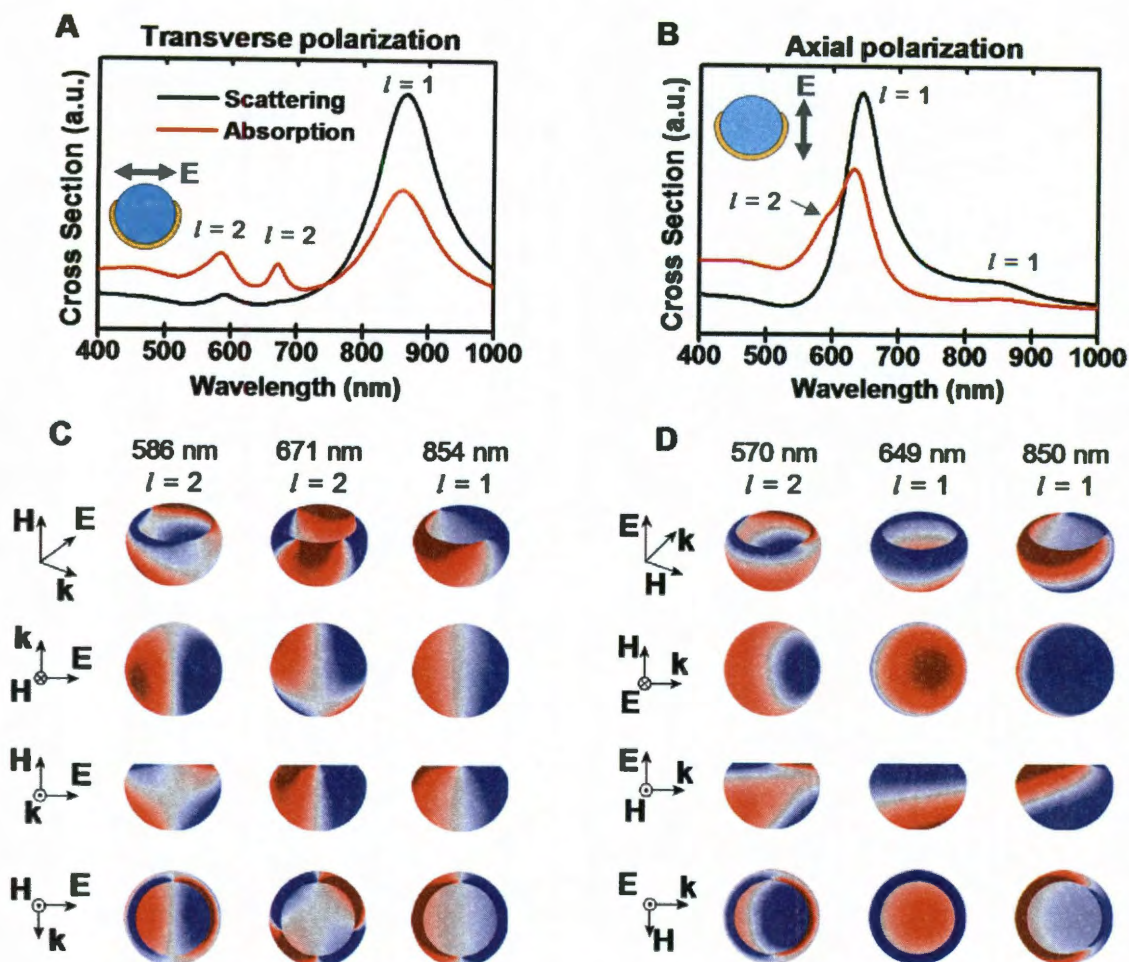 A
Transverse polarization
Cross Section (a.u.)
Scattering
Absorption
E
l = 2
l = 2
l = 1
400 500 600 700 800 900 1000
Wavelength (nm)
B
Axial polarization
Cross Section (a.u.)
E
l = 1
l = 2
l = 1
400 500 600 700 800 900 1000
Wavelength (nm)
C
586 nm 671 nm 854 nm
l = 2 l = 2 l = 1
H E
k
k
E
H
H E
k
H E
k
D
570 nm 649 nm 850 nm
l = 2 l = 1 l = 1
E k
H
H
k
E
E k
H
E k
H